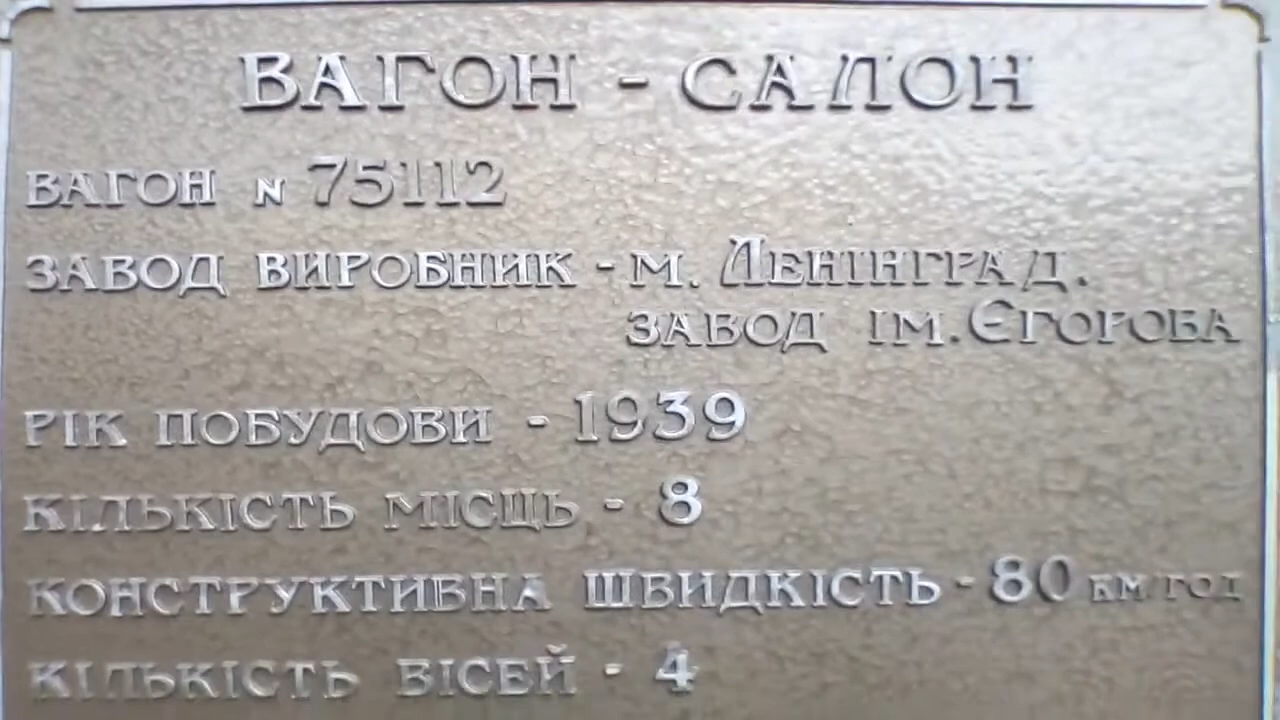 ВАГОН - САЛОН
ВАГОН N 75112
ЗАВОД ВИРОБНИК - М. ЛЕНІНГРАД.
ЗАВОД ІМ. ЄГОРОВА
РІК ПОБУДОВИ - 1939
КІЛЬКІСТЬ МІСЦЬ - 8
КОНСТРУКТИВНА ШВИДКІСТЬ - 80 КМ/ГОД
КІЛЬКІСТЬ ВІСЕЙ - 4